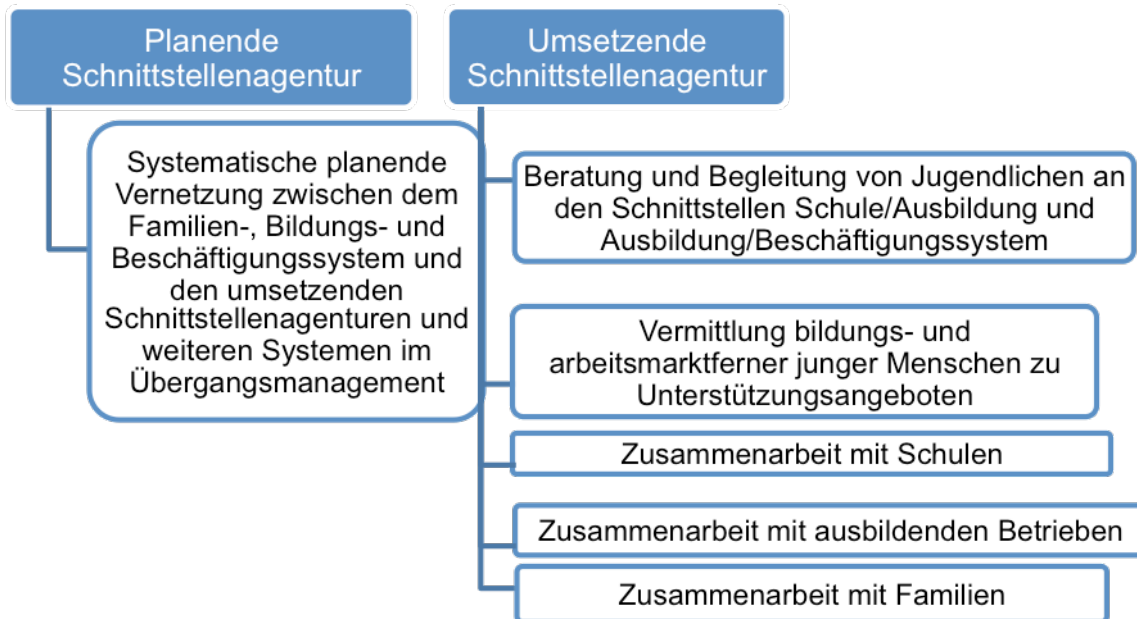 Planende
Schnittstellenagentur
Systematische planende
Vernetzung zwischen dem
Familien-, Bildungs- und
Beschäftigungssystem und
den umsetzenden
Schnittstellenagenturen und
weiteren Systemen im
Übergangsmanagement
Umsetzende
Schnittstellenagentur
Beratung und Begleitung von Jugendlichen an
den Schnittstellen Schule/Ausbildung und
Ausbildung/Beschäftigungssystem
Vermittlung bildungs- und
arbeitsmarktferner junger Menschen zu
Unterstützungsangeboten
Zusammenarbeit mit Schulen
Zusammenarbeit mit ausbildenden Betrieben
Zusammenarbeit mit Familien